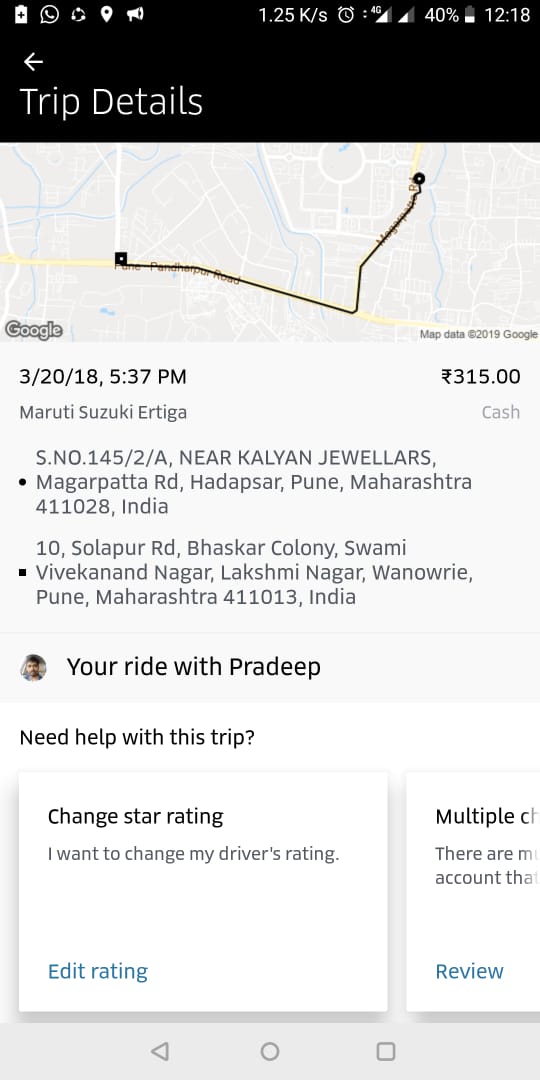 1.25 K/s 4G 40% 12:18
Trip Details
Magarpatta Rd
Pune - Pandharpur Road
Google
Map data ©2019 Google
3/20/18, 5:37 PM ₹315.00
Maruti Suzuki Ertiga Cash
S.NO.145/2/A, NEAR KALYAN JEWELLARS,
Magarpatta Rd, Hadapsar, Pune, Maharashtra
411028, India
10, Solapur Rd, Bhaskar Colony, Swami
Vivekanand Nagar, Lakshmi Nagar, Wanowrie,
Pune, Maharashtra 411013, India
Your ride with Pradeep
Need help with this trip?
Change star rating Multiple ch
I want to change my driver's rating. There are mu
account that
Edit rating Review